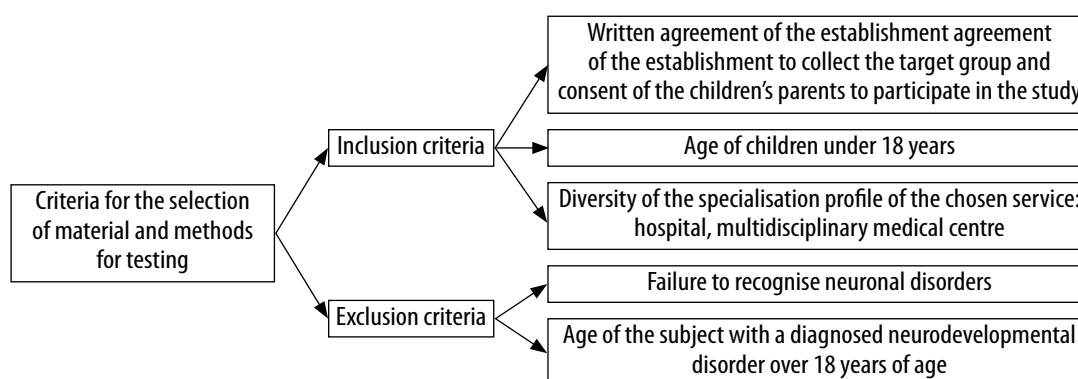 Written agreement of the establishment agreement
of the establishment to collect the target group and
consent of the children's parents to participate in the study
Inclusion criteria
Age of children under 18 years
Criteria for the selection
of material and methods
for testing
Diversity of the specialisation profile of the chosen service:
hospital, multidisciplinary medical centre
Failure to recognise neuronal disorders
Exclusion criteria
Age of the subject with a diagnosed neurodevelopmental
disorder over 18 years of age